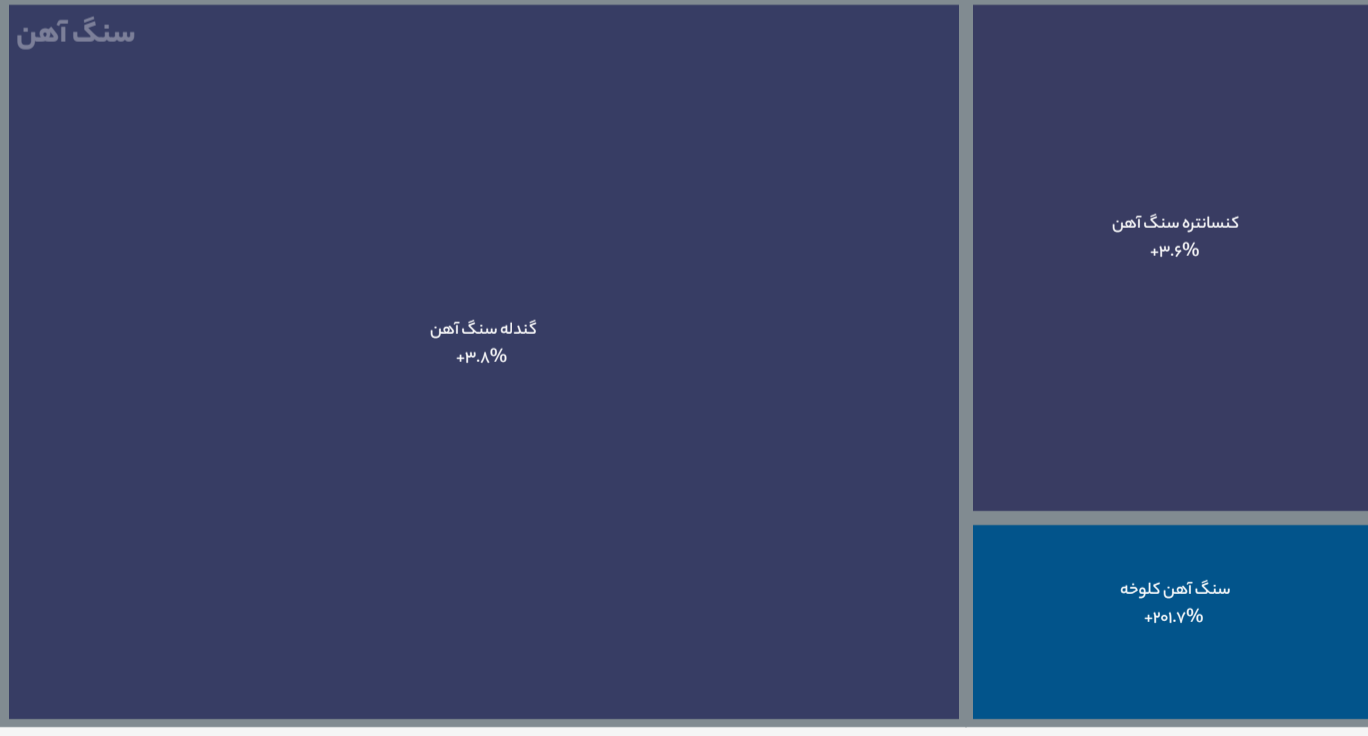 سنگ آهن
کنسانتره سنگ آهن
+۳.۶%
گندله سنگ آهن
+۳.۸%
سنگ آهن کلوخه
+۲۰۱.۷%